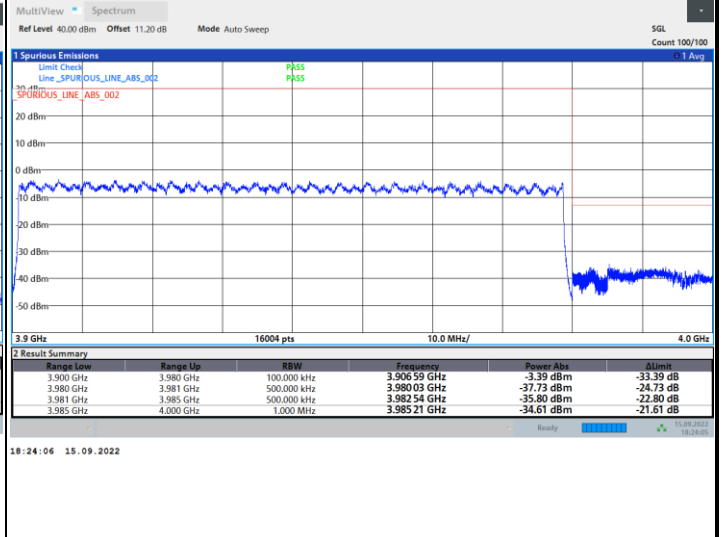 MultiView Spectrum
Ref Level 40.00 dBm Offset 11.20 dB Mode Auto Sweep SGL
Count 100/100
1 Spurious Emissions 1 Avg
Limit Check PASS
Line _SPURIOUS_LINE_ABS_002 PASS
30 dBm
_SPURIOUS_LINE_ABS_002
20 dBm
10 dBm
0 dBm
-10 dBm
-20 dBm
-30 dBm
-40 dBm
-50 dBm
3.9 GHz 16004 pts 10.0 MHz/ 4.0 GHz
2 Result Summary
Range Low Range Up RBW Frequency Power Abs ΔLimit
3.900 GHz 3.980 GHz 100.000 kHz 3.906 59 GHz -3.39 dBm -33.39 dB
3.980 GHz 3.981 GHz 500.000 kHz 3.980 03 GHz -37.73 dBm -24.73 dB
3.981 GHz 3.985 GHz 500.000 kHz 3.982 54 GHz -35.80 dBm -22.80 dB
3.985 GHz 4.000 GHz 1.000 MHz 3.985 21 GHz -34.61 dBm -21.61 dB
Ready 15.09.2022
18:24:05
18:24:06 15.09.2022